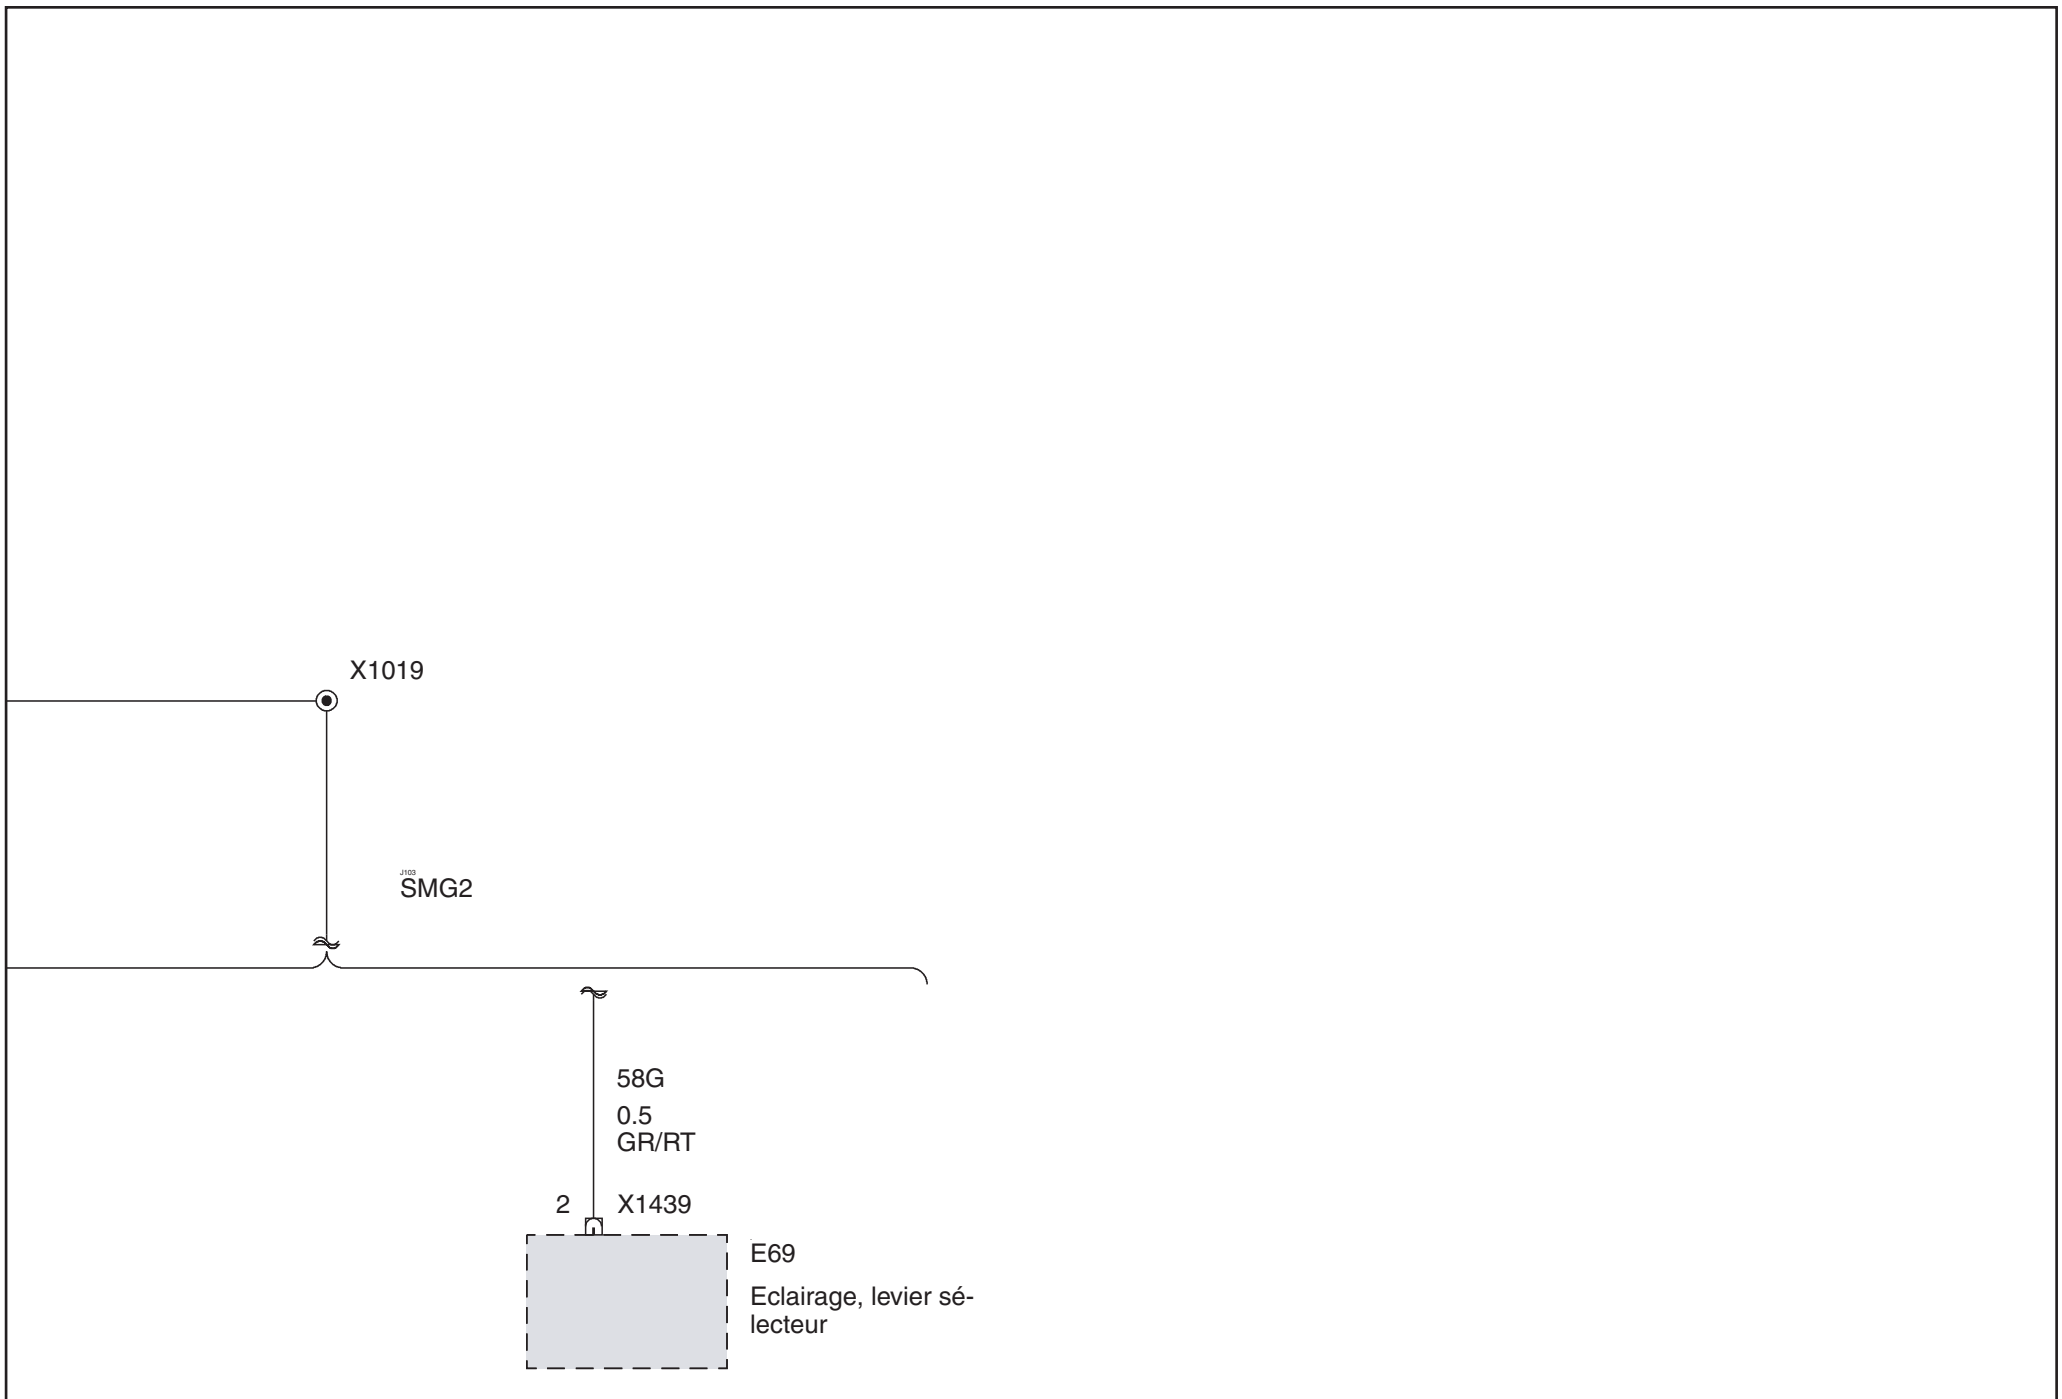 X1019
J103
SMG2
58G
0.5
GR/RT
2 X1439
E69
Eclairage, levier sé-
lecteur